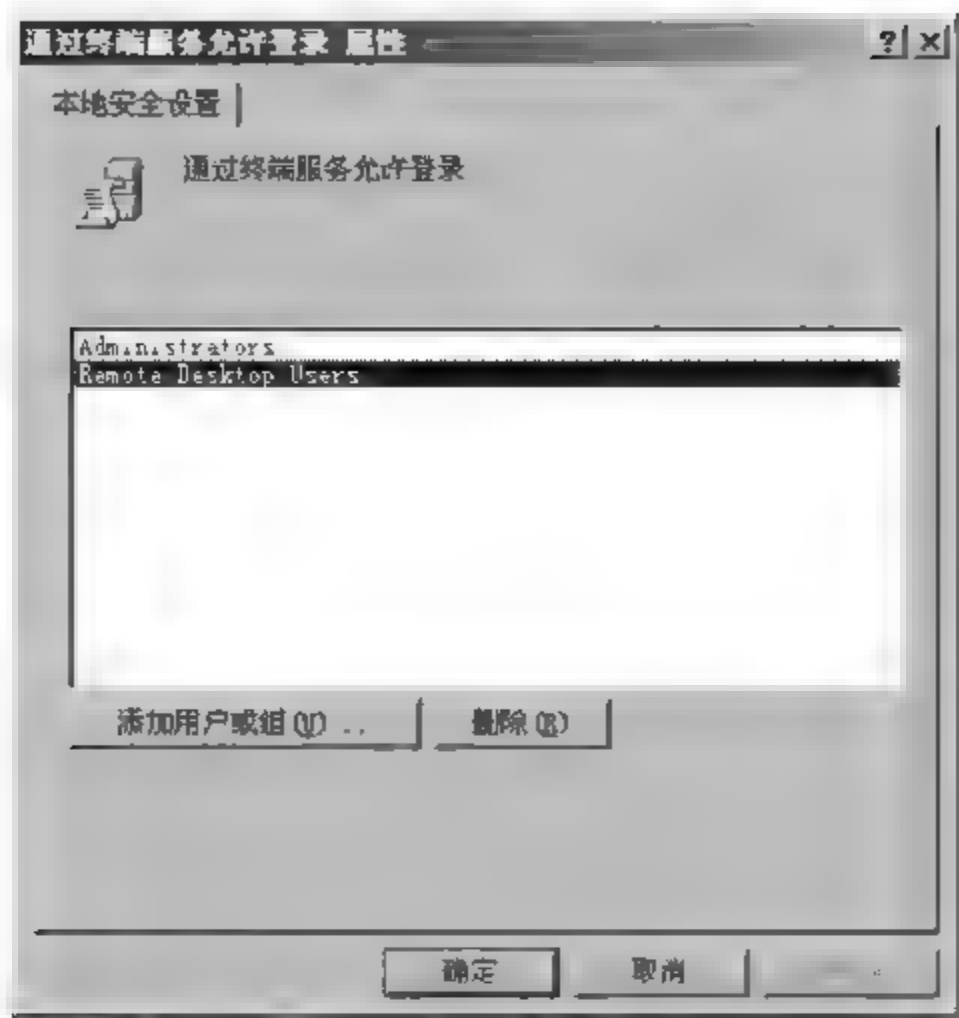 通过终端服务允许登录 属性
本地安全设置
通过终端服务允许登录
Administrators
Remote Desktop Users
添加用户或组(U)...
删除(R)
确定
取消